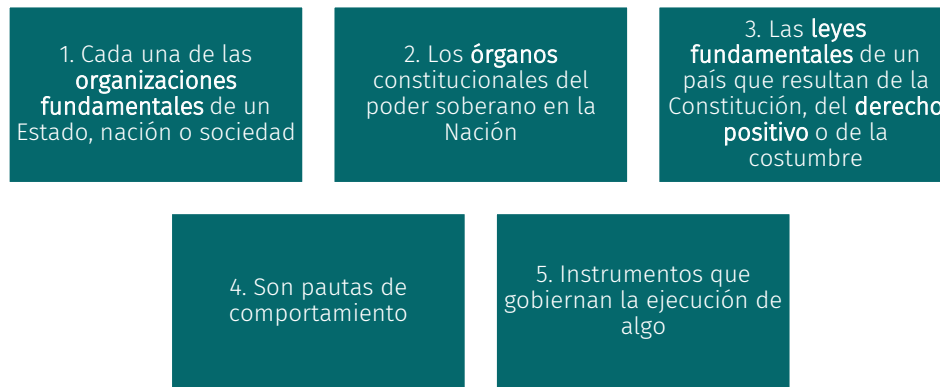 1. Cada una de las
organizaciones
fundamentales de un
Estado, nación o sociedad
2. Los órganos
constitucionales del
poder soberano en la
Nación
3. Las leyes
fundamentales de un
país que resultan de la
Constitución, del derecho
positivo o de la
costumbre
4. Son pautas de
comportamiento
5. Instrumentos que
gobiernan la ejecución de
algo